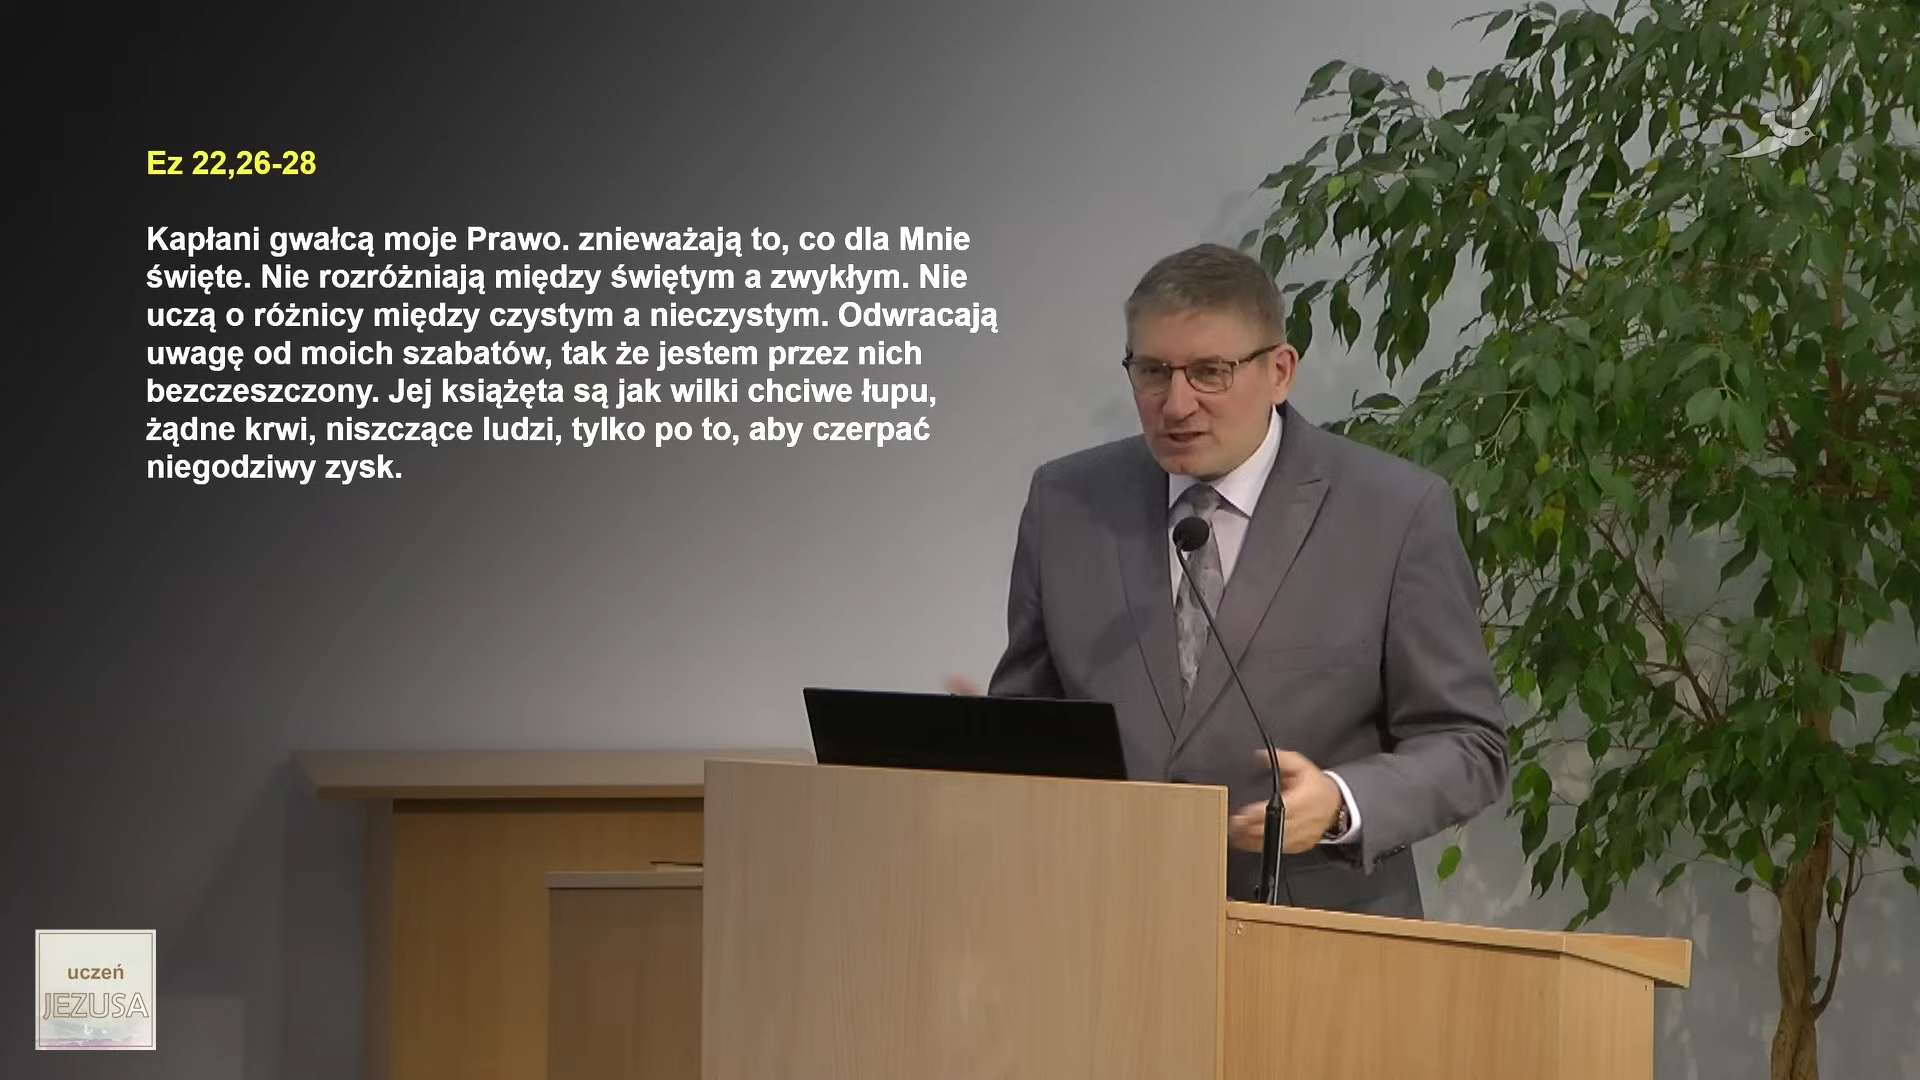 Ez 22,26-28
Kapłani gwałcą moje Prawo. znieważają to, co dla Mnie
święte. Nie rozróżniają między świętym a zwykłym. Nie
uczą o różnicy między czystym a nieczystym. Odwracają
uwagę od moich szabatów, tak że jestem przez nich
bezczeszczony. Jej książęta są jak wilki chciwe łupu,
żądne krwi, niszczące ludzi, tylko po to, aby czerpać
niegodziwy zysk.
uczeń
JEZUSA